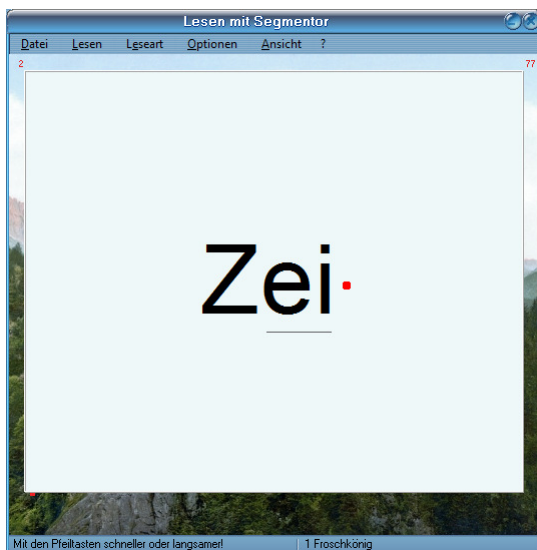 Lesen mit Segmentor
Datei Lesen Leseart Optionen Ansicht ?
2 77
Zei
Mit den Pfeiltasten schneller oder langsamer! 1 Froschkönig